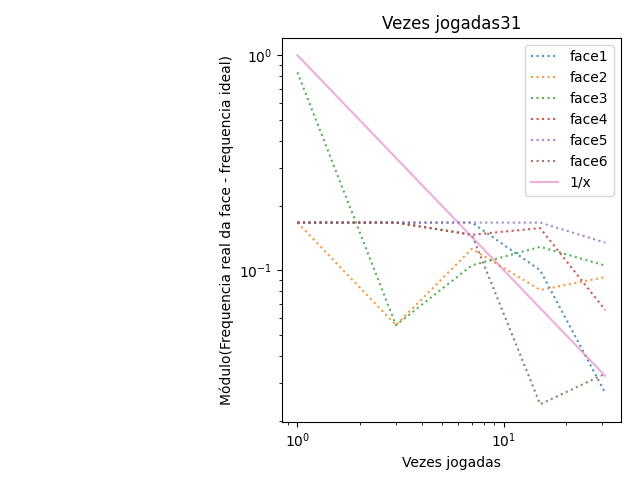 Vezes jogadas31
Módulo(Frequencia real da face - frequencia ideal)
10⁰
10⁻¹
face1
face2
face3
face4
face5
face6
1/x
10⁰
10¹
Vezes jogadas